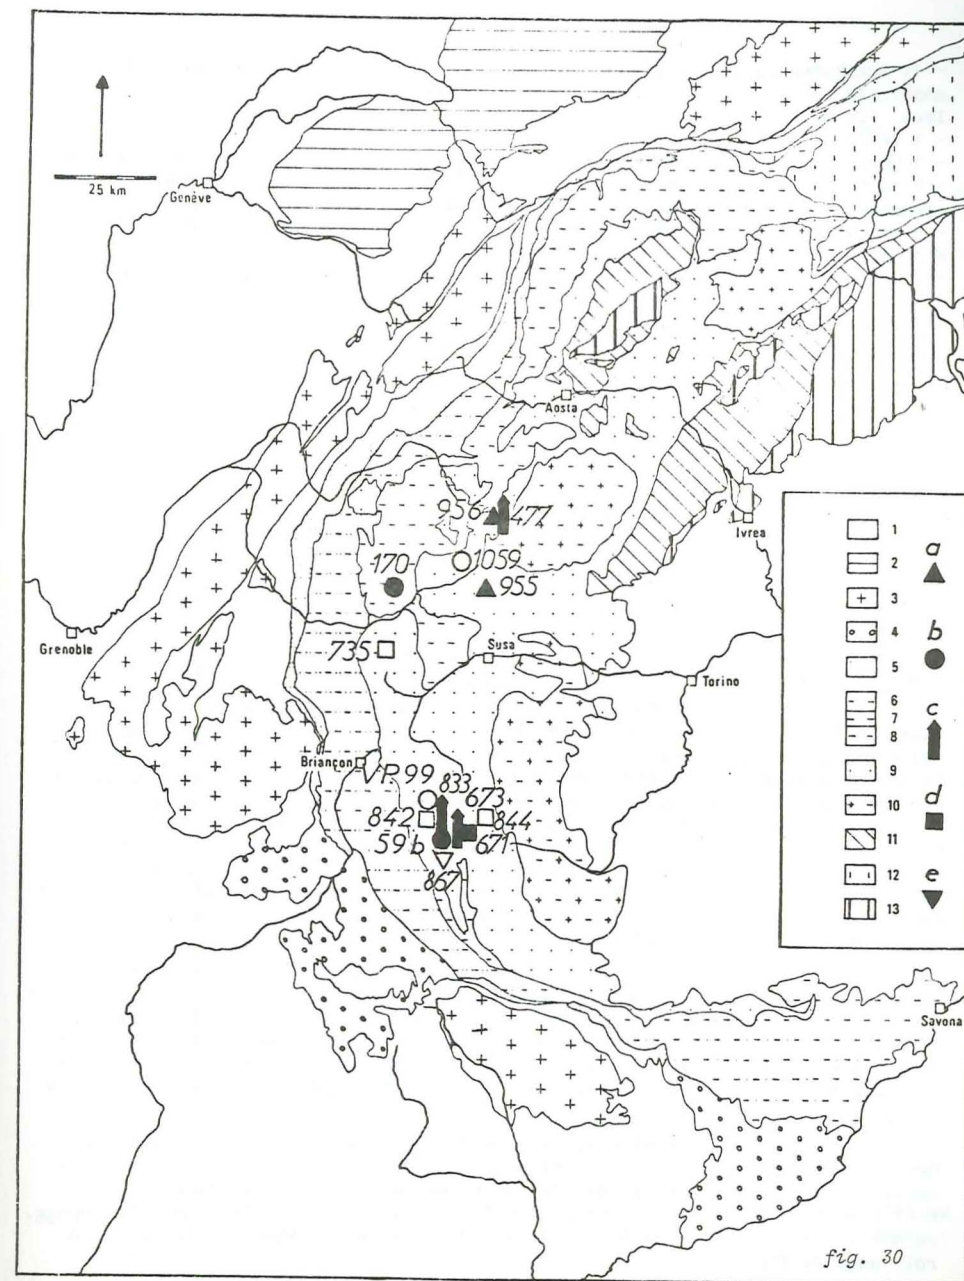 25 km
Genève
Aosta
Ivrea
956 477
170 1059
955
Grenoble
735
Susa
Torino
Briançon
P.99 833 673
842 844
59b 671
867
Savona
1 a
2
3
4 b
5
6 c
7
8
9
10 d
11
12 e
13
fig. 30